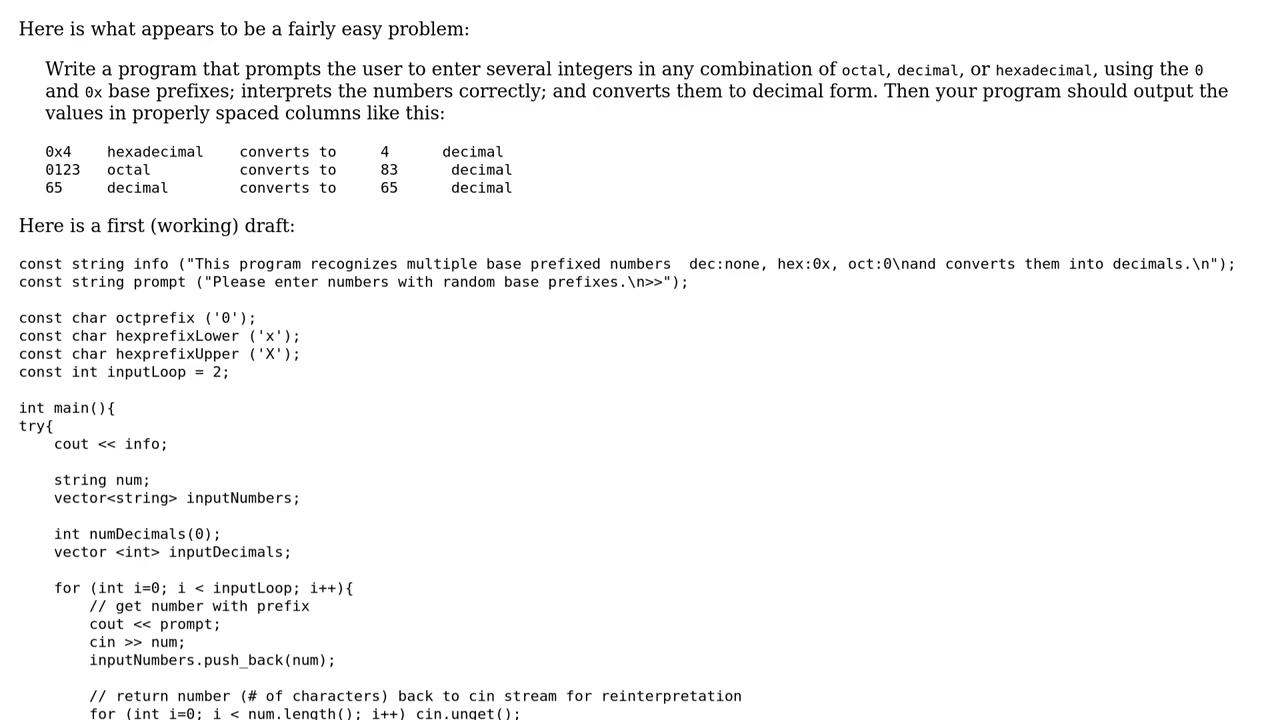 Here is what appears to be a fairly easy problem:
Write a program that prompts the user to enter several integers in any combination of octal, decimal, or hexadecimal, using the 0
and 0x base prefixes; interprets the numbers correctly; and converts them to decimal form. Then your program should output the
values in properly spaced columns like this:
0x4    hexadecimal    converts to     4      decimal
0123   octal          converts to     83      decimal
65     decimal        converts to     65      decimal
Here is a first (working) draft:
const string info ("This program recognizes multiple base prefixed numbers  dec:none, hex:0x, oct:0\nand converts them into decimals.\n");
const string prompt ("Please enter numbers with random base prefixes.\n>>");
const char octprefix ('0');
const char hexprefixLower ('x');
const char hexprefixUpper ('X');
const int inputLoop = 2;
int main(){
try{
    cout << info;
    string num;
    vector<string> inputNumbers;
    int numDecimals(0);
    vector <int> inputDecimals;
    for (int i=0; i < inputLoop; i++){
        // get number with prefix
        cout << prompt;
        cin >> num;
        inputNumbers.push_back(num);
        // return number (# of characters) back to cin stream for reinterpretation
        for (int i=0; i < num.length(); i++) cin.unget();